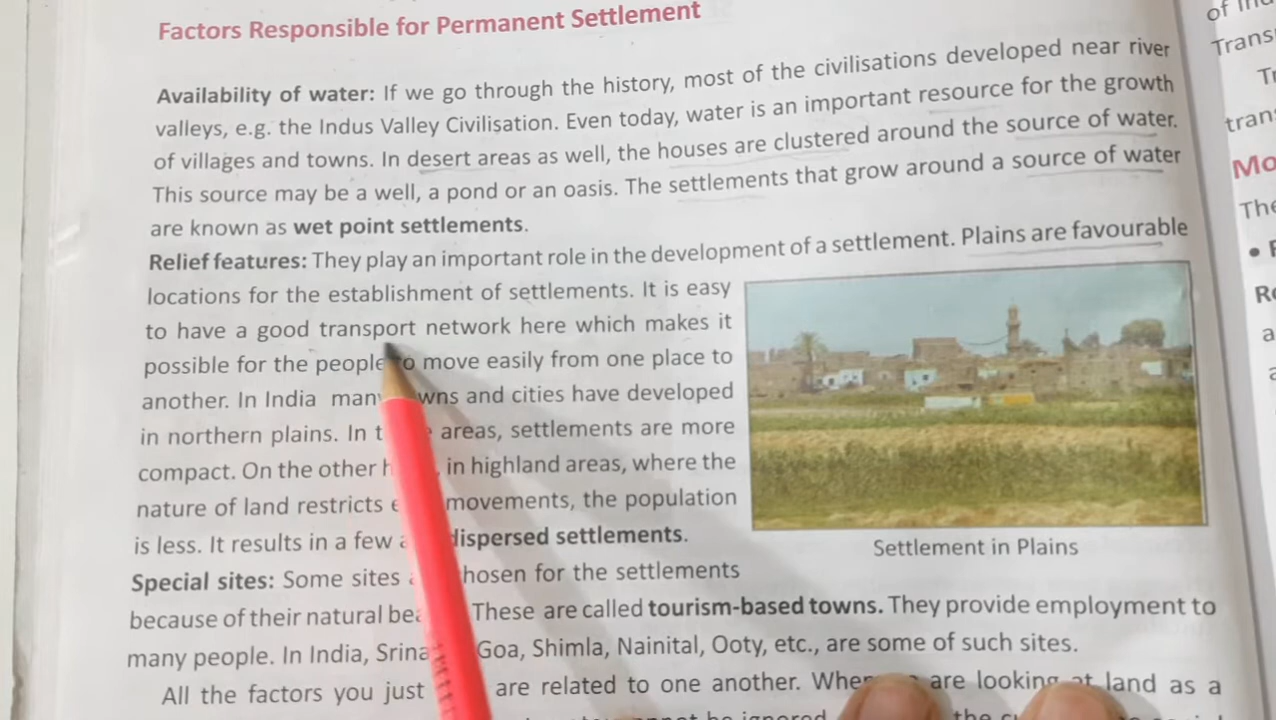 Factors Responsible for Permanent Settlement
Availability of water: If we go through the history, most of the civilisations developed near river
valleys, e.g. the Indus Valley Civilisation. Even today, water is an important resource for the growth
of villages and towns. In desert areas as well, the houses are clustered around the source of water.
This source may be a well, a pond or an oasis. The settlements that grow around a source of water
are known as wet point settlements.
Relief features: They play an important role in the development of a settlement. Plains are favourable
locations for the establishment of settlements. It is easy
to have a good transport network here which makes it
possible for the people to move easily from one place to
another. In India many towns and cities have developed
in northern plains. In areas, settlements are more
compact. On the other in highland areas, where the
nature of land restricts movements, the population
is less. It results in a few dispersed settlements.
Settlement in Plains
Special sites: Some sites chosen for the settlements
because of their natural These are called tourism-based towns. They provide employment to
many people. In India, Goa, Shimla, Nainital, Ooty, etc., are some of such sites.
All the factors you just are related to one another. are looking at land as a
of
Trans
tran
Mo
The